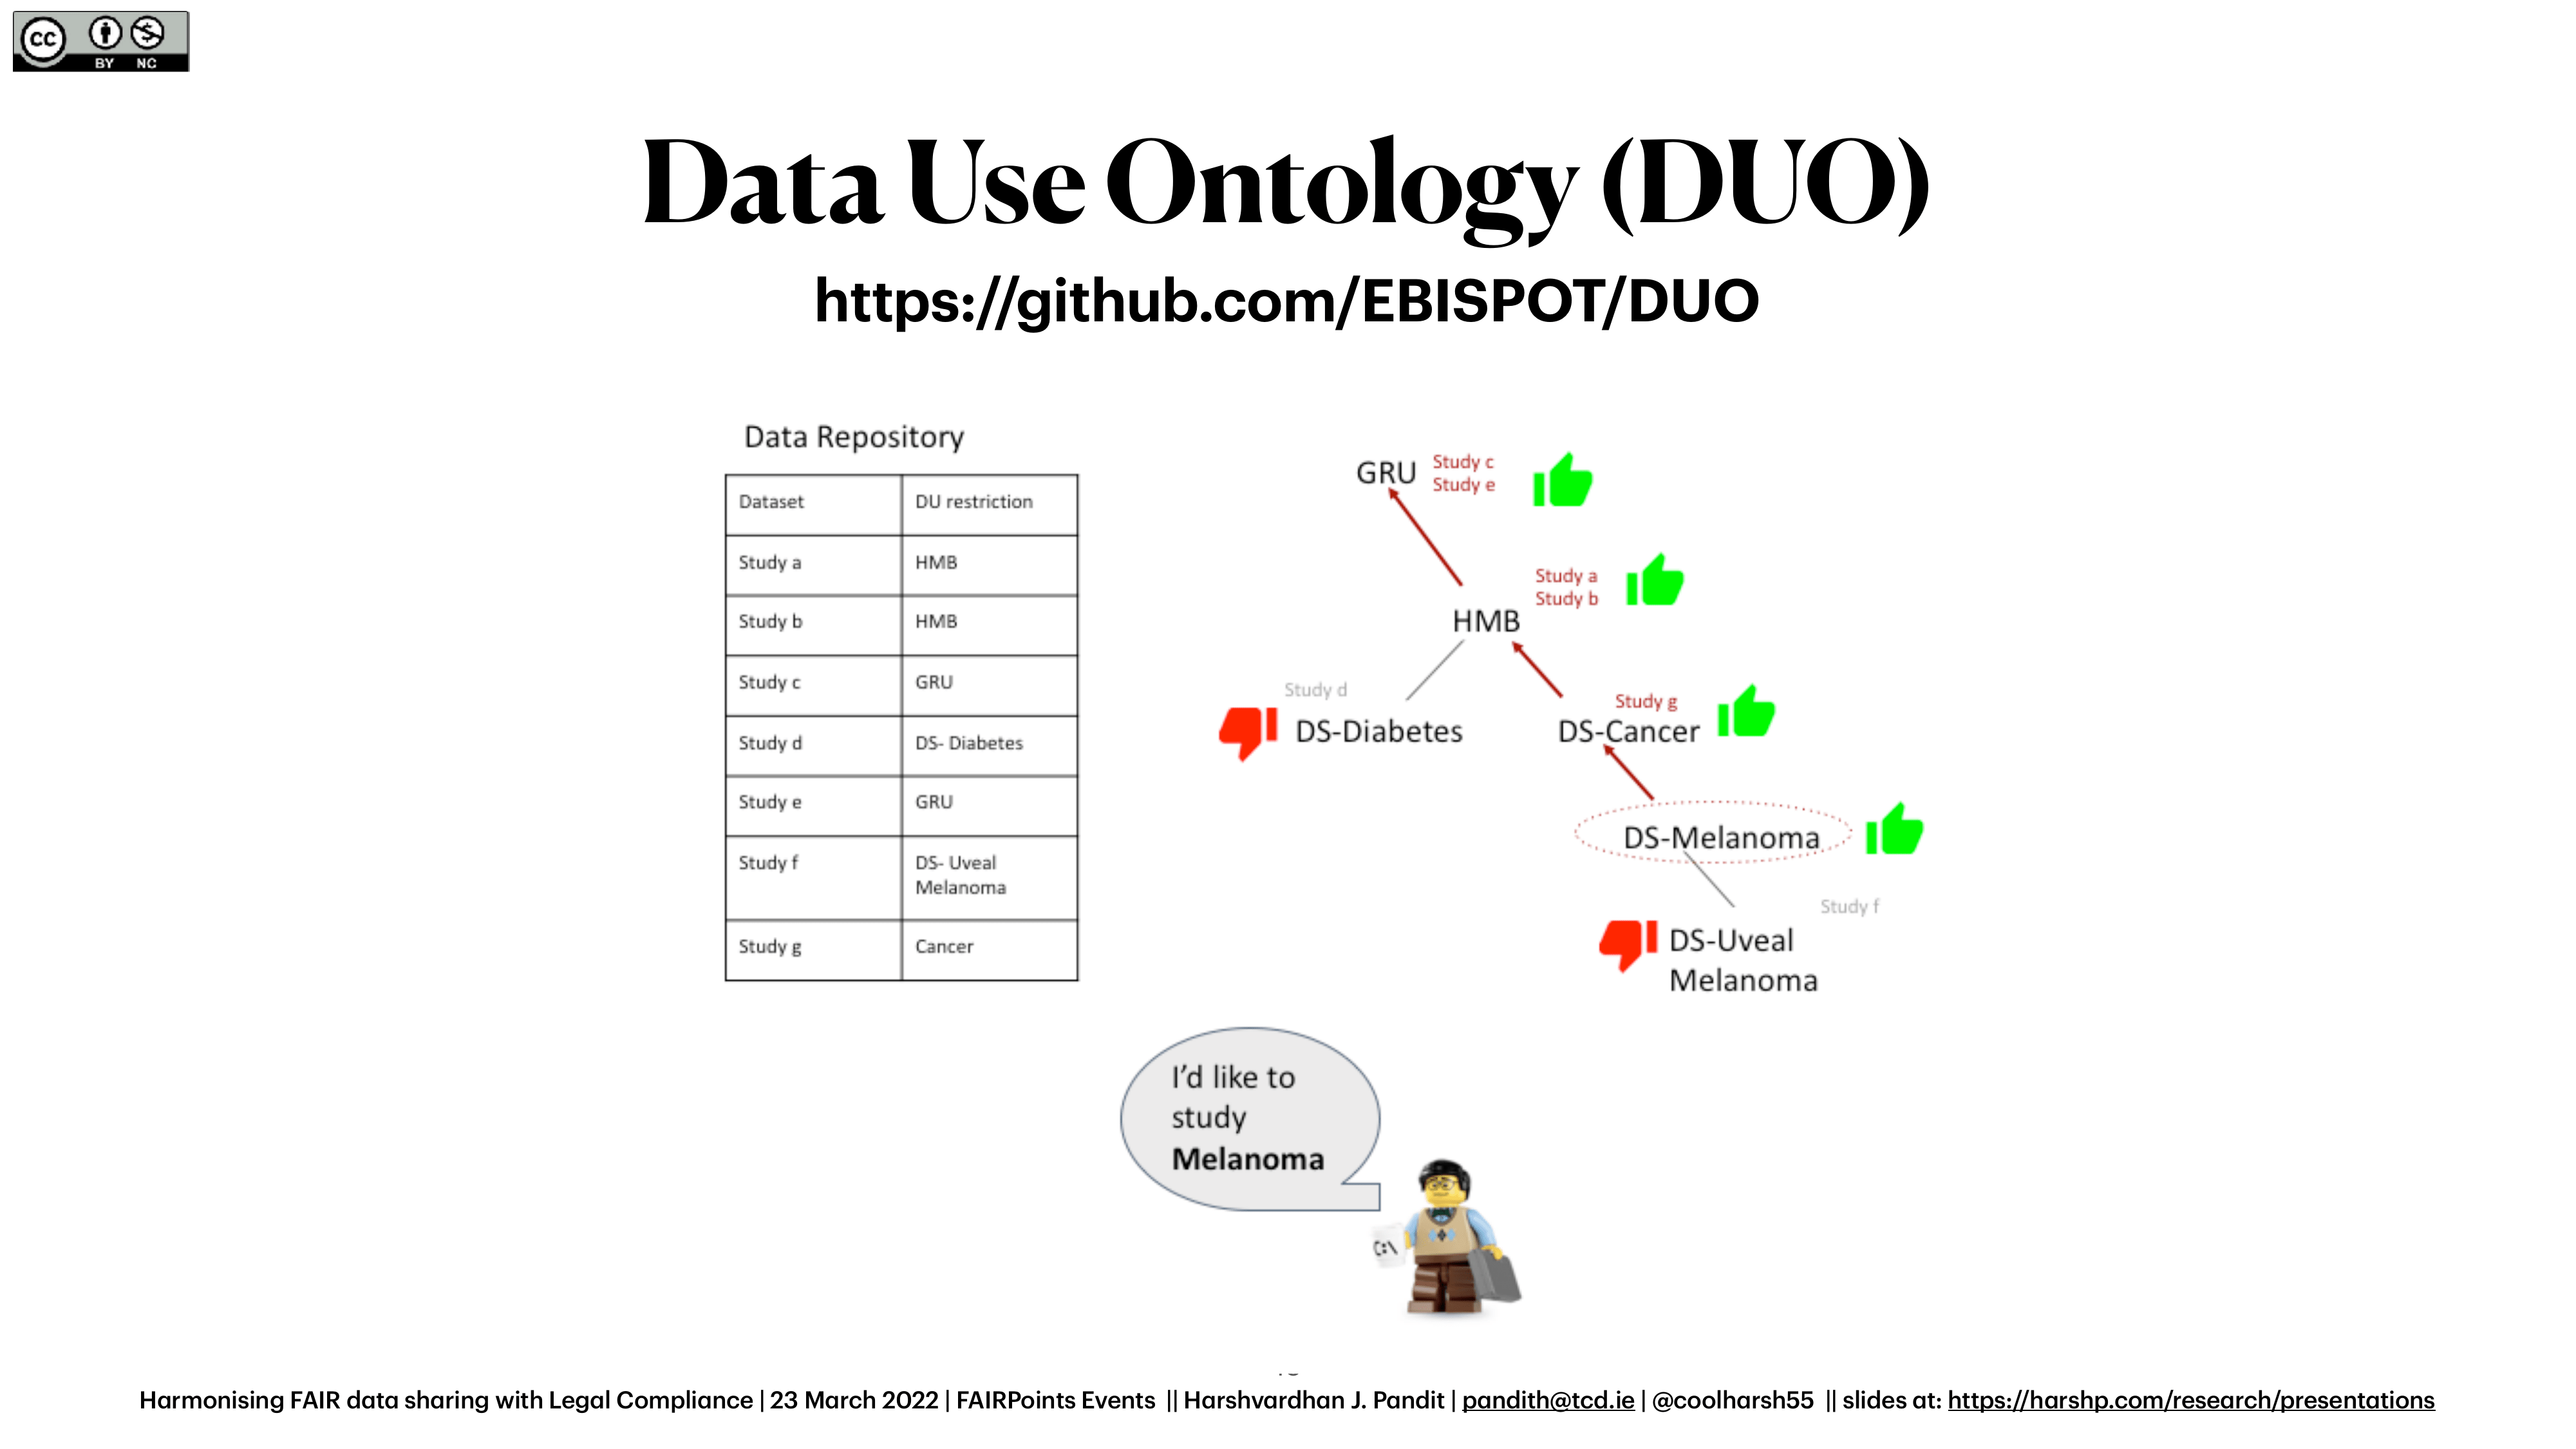 cc
BY NC
Data Use Ontology (DUO)
https://github.com/EBISPOT/DUO
Data Repository
Dataset DU restriction
Study a HMB
Study b HMB
Study c GRU
Study d DS- Diabetes
Study e GRU
Study f DS- Uveal
Melanoma
Study g Cancer
GRU
Study c
Study e
Study a
Study b
HMB
Study d
DS-Diabetes
Study g
DS-Cancer
DS-Melanoma
Study f
DS-Uveal
Melanoma
I'd like to
study
Melanoma
C:\
Harmonising FAIR data sharing with Legal Compliance | 23 March 2022 | FAIRPoints Events || Harshvardhan J. Pandit | pandith@tcd.ie | @coolharsh55 || slides at: https://harshp.com/research/presentations